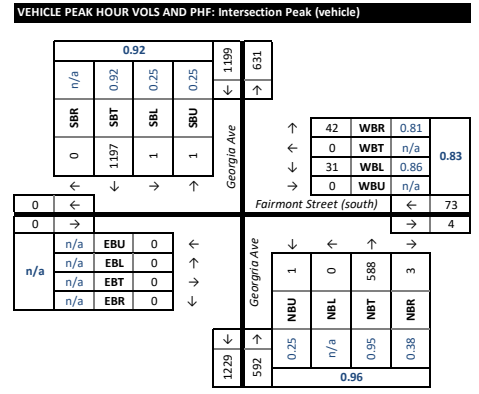 VEHICLE PEAK HOUR VOLS AND PHF: Intersection Peak (vehicle)
0.92
n/a 0.92 0.25 0.25
SBR SBT SBL SBU
0 1197 1 1
← ↓ → ↑
1199 631
↓ ↑
Georgia Ave
↑ 42 WBR 0.81
← 0 WBT n/a
↓ 31 WBL 0.86
→ 0 WBU n/a
0.83
0 ←
Fairmont Street (south) ← 73
0 →
→ 4
n/a
n/a EBU 0 ←
n/a EBL 0 ↑
n/a EBT 0 →
n/a EBR 0 ↓
Georgria Ave
↓ ← ↑ →
1 0 588 3
NBU NBL NBT NBR
0.25 n/a 0.95 0.38
0.96
↓ ↑
1229 592